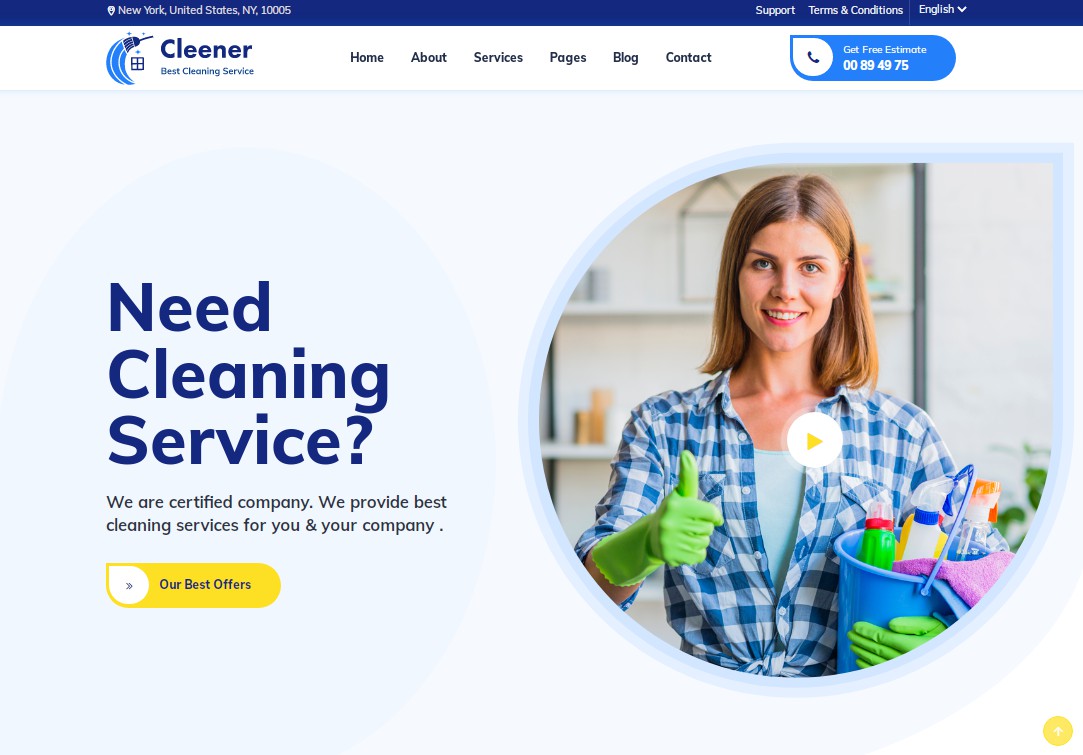 New York, United States, NY, 10005
Support Terms & Conditions English
Cleener
Best Cleaning Service
Home About Services Pages Blog Contact
Get Free Estimate
00 89 49 75
Need
Cleaning
Service?
We are certified company. We provide best
cleaning services for you & your company .
Our Best Offers